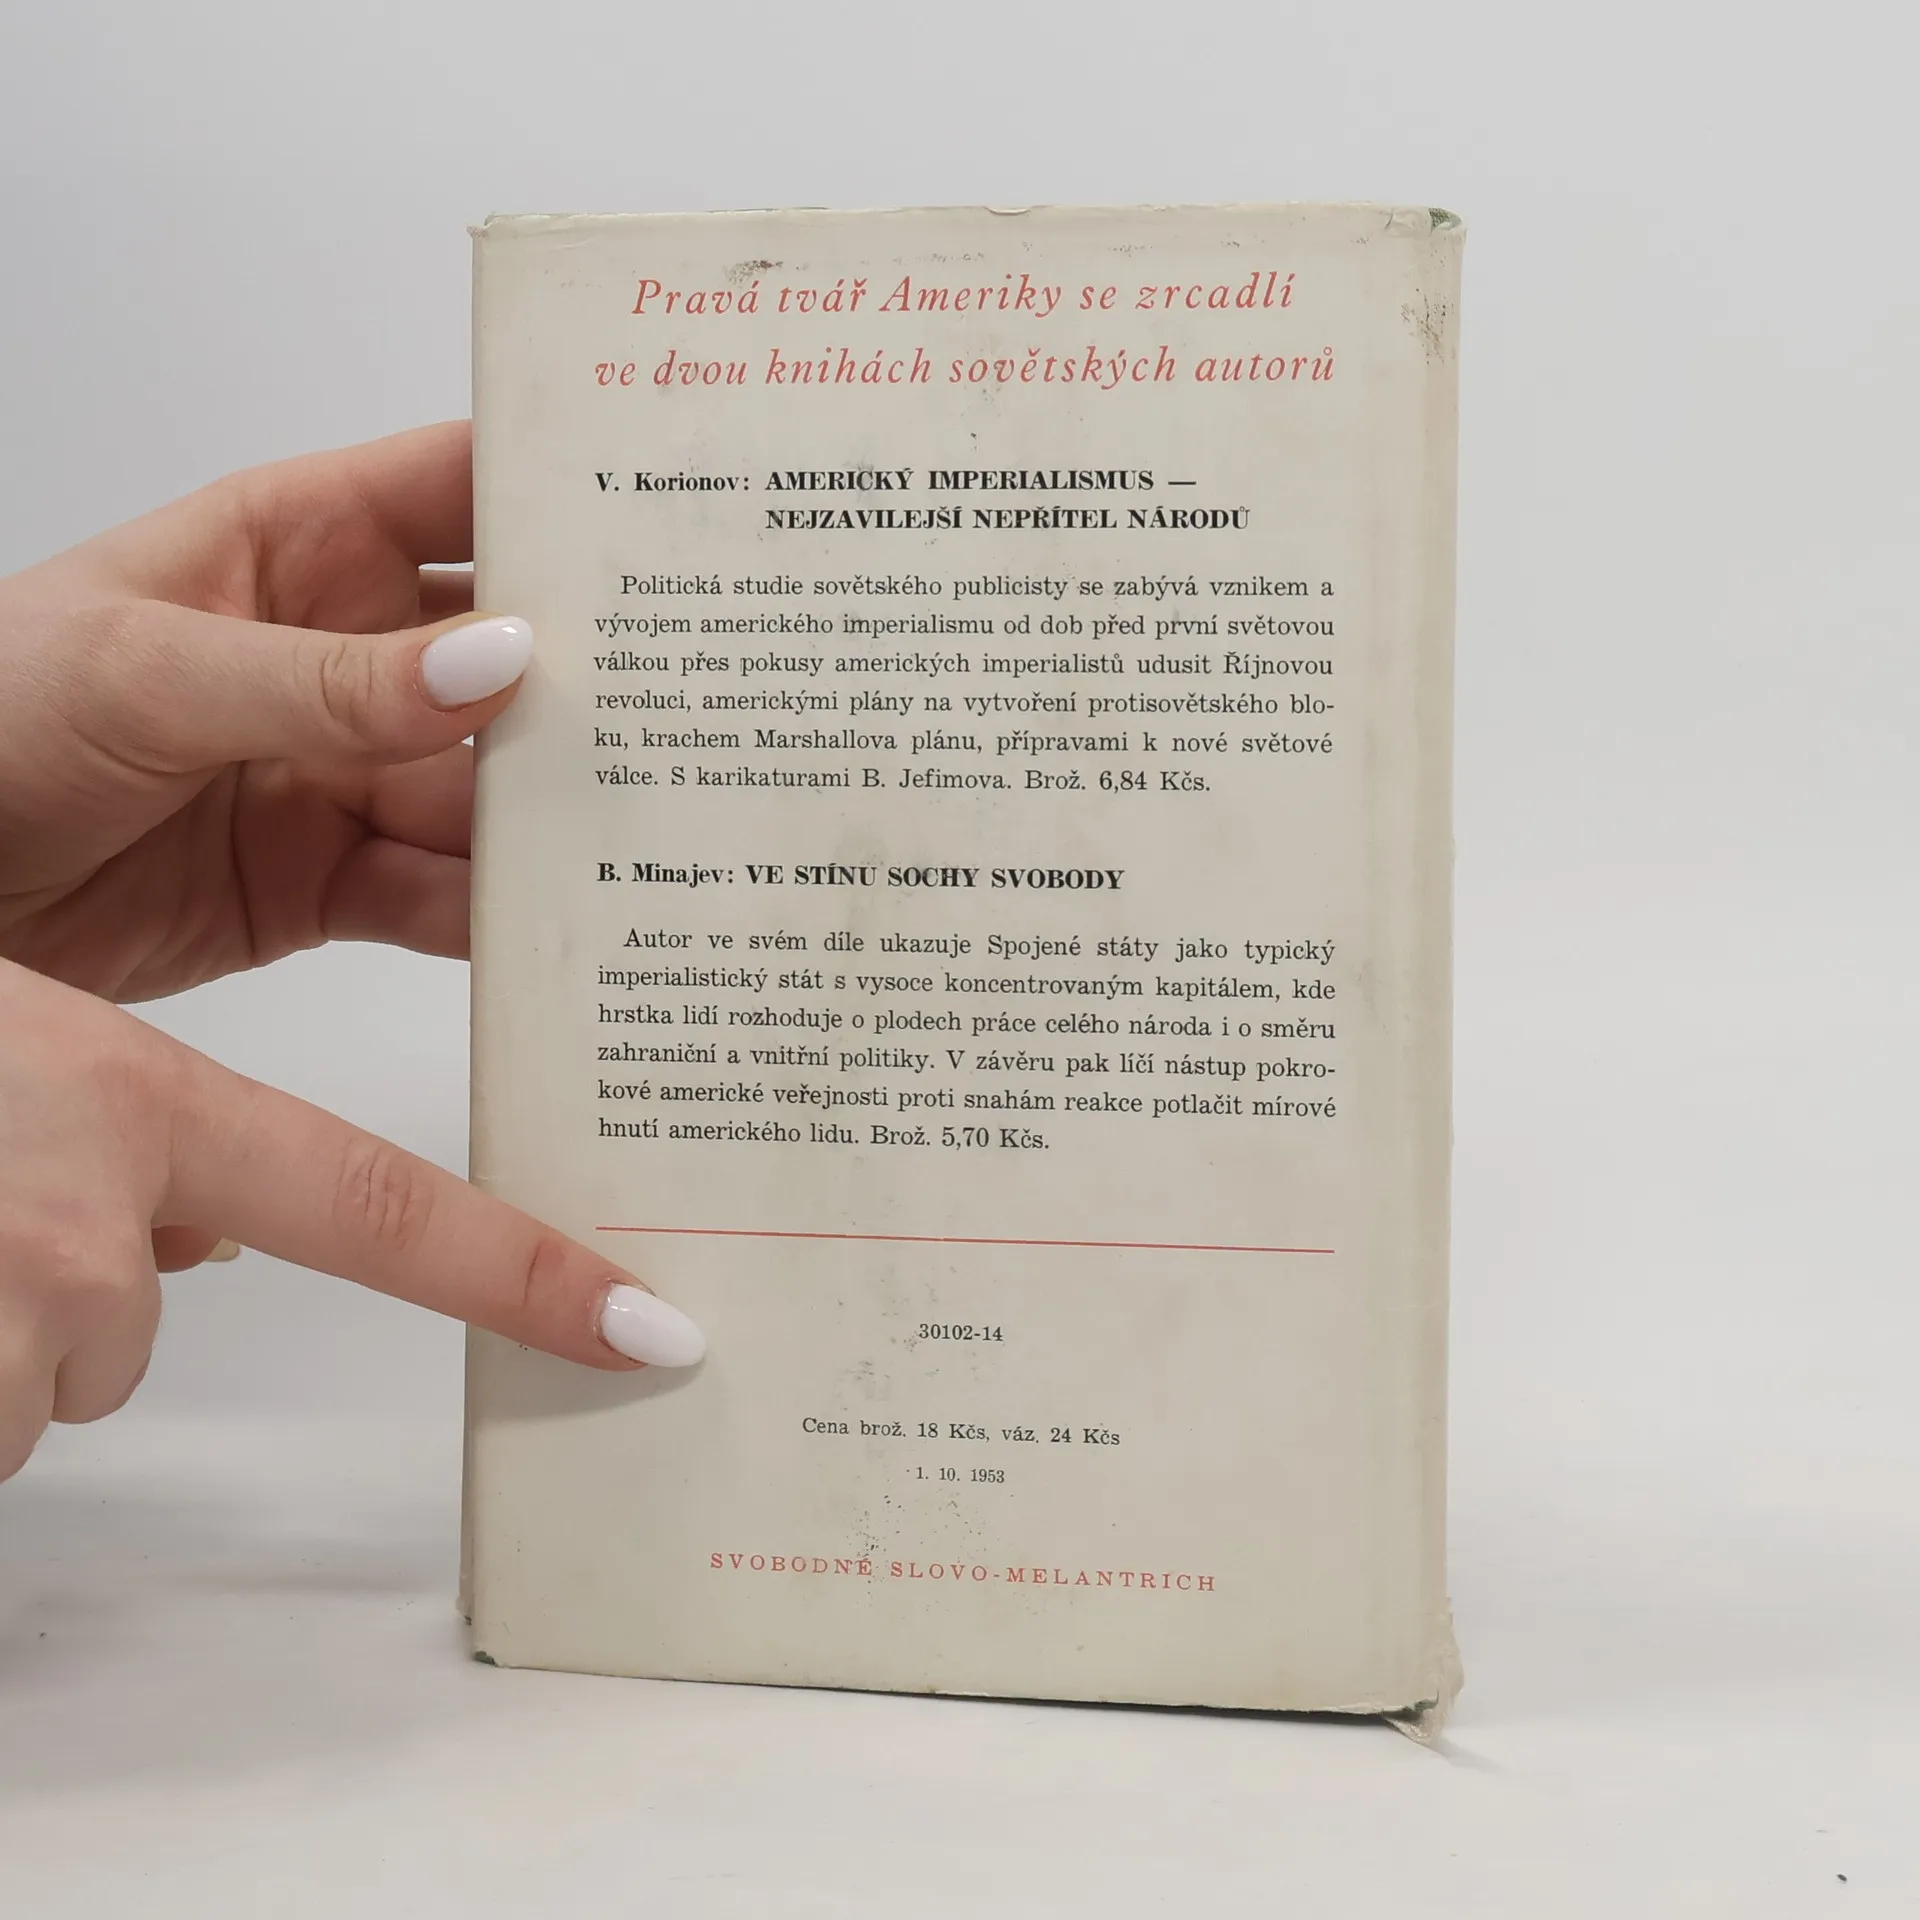 Pravá tvář Ameriky se zrcadlí
ve dvou knihách sovětských autorů
V. Korionov: AMERICKÝ IMPERIALISMUS —
NEJZAVILEJŠÍ NEPŘÍTEL NÁRODŮ
Politická studie sovětského publicisty se zabývá vznikem a
vývojem amerického imperialismu od dob před první světovou
válkou přes pokusy amerických imperialistů udusit Říjnovou
revoluci, americkými plány na vytvoření protisovětského blo-
ku, krachem Marshallova plánu, přípravami k nové světové
válce. S karikaturami B. Jefimova. Brož. 6,84 Kčs.
B. Minajev: VE STÍNU SOCHY SVOBODY
Autor ve svém díle ukazuje Spojené státy jako typický
imperialistický stát s vysoce koncentrovaným kapitálem, kde
hrstka lidí rozhoduje o plodech práce celého národa i o směru
zahraniční a vnitřní politiky. V závěru pak líčí nástup pokro-
kové americké veřejnosti proti snahám reakce potlačit mírové
hnutí amerického lidu. Brož. 5,70 Kčs.
30102-14
Cena brož. 18 Kčs, váz. 24 Kčs
1. 10. 1953
SVOBODNÉ SLOVO-MELANTRICH